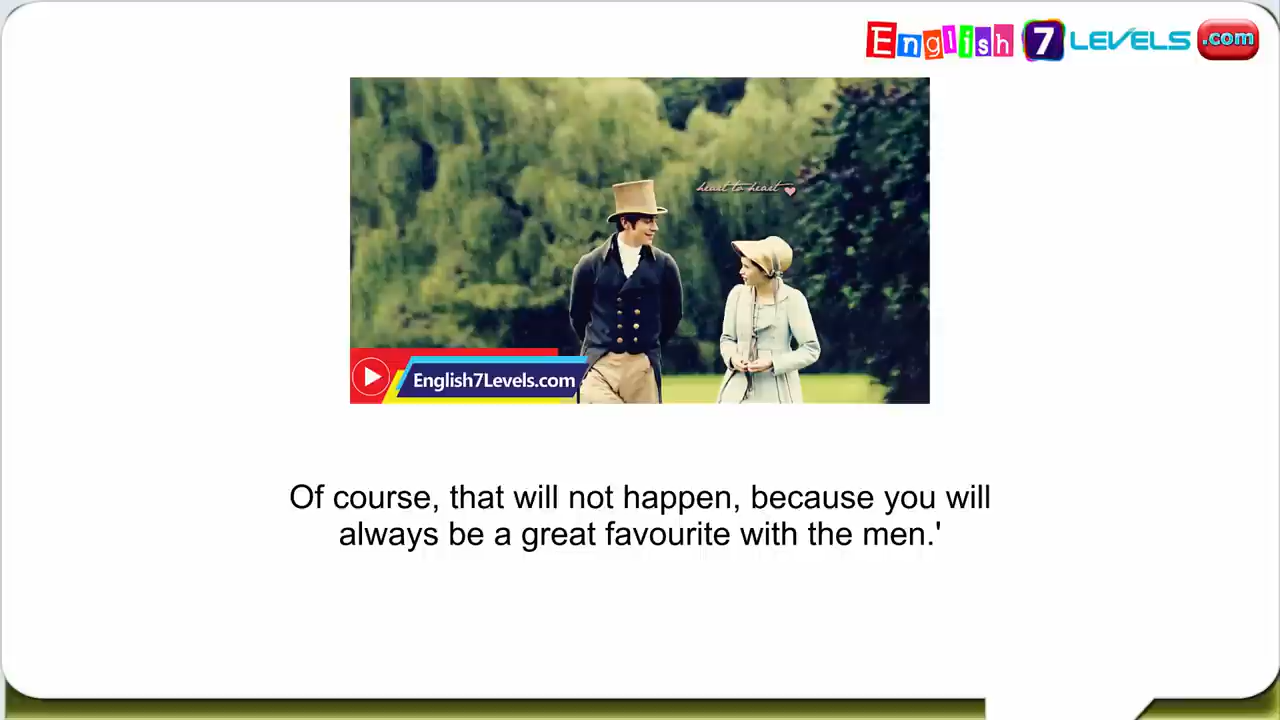 English 7 LEVELS .com
heart to heart
English7Levels.com
Of course, that will not happen, because you will
always be a great favourite with the men.'